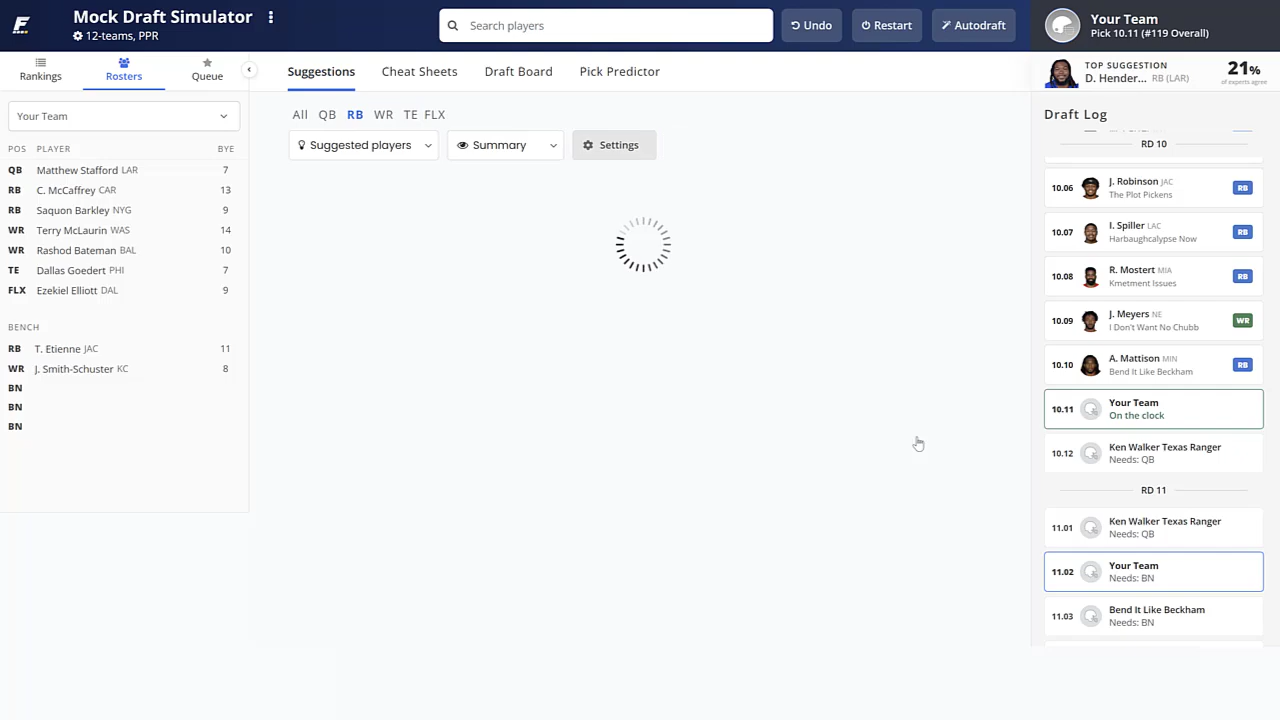 Mock Draft Simulator
12-teams, PPR
Search players
Undo
Restart
Autodraft
Your Team
Pick 10.11 (#119 Overall)
Rankings
Rosters
Queue
Suggestions
Cheat Sheets
Draft Board
Pick Predictor
TOP SUGGESTION
D. Hender... RB (LAR)
21%
of experts agree
Your Team
All QB RB WR TE FLX
Suggested players
Summary
Settings
POS PLAYER BYE
QB Matthew Stafford LAR 7
RB C. McCaffrey CAR 13
RB Saquon Barkley NYG 9
WR Terry McLaurin WAS 14
WR Rashod Bateman BAL 10
TE Dallas Goedert PHI 7
FLX Ezekiel Elliott DAL 9
BENCH
RB T. Etienne JAC 11
WR J. Smith-Schuster KC 8
BN
BN
BN
Draft Log
RD 10
10.06 J. Robinson JAC RB
The Plot Pickens
10.07 I. Spiller LAC RB
Harbaughcalypse Now
10.08 R. Mostert MIA RB
Kmetment Issues
10.09 J. Meyers NE WR
I Don't Want No Chubb
10.10 A. Mattison MIN RB
Bend It Like Beckham
10.11 Your Team
On the clock
10.12 Ken Walker Texas Ranger
Needs: QB
RD 11
11.01 Ken Walker Texas Ranger
Needs: QB
11.02 Your Team
Needs: BN
11.03 Bend It Like Beckham
Needs: BN